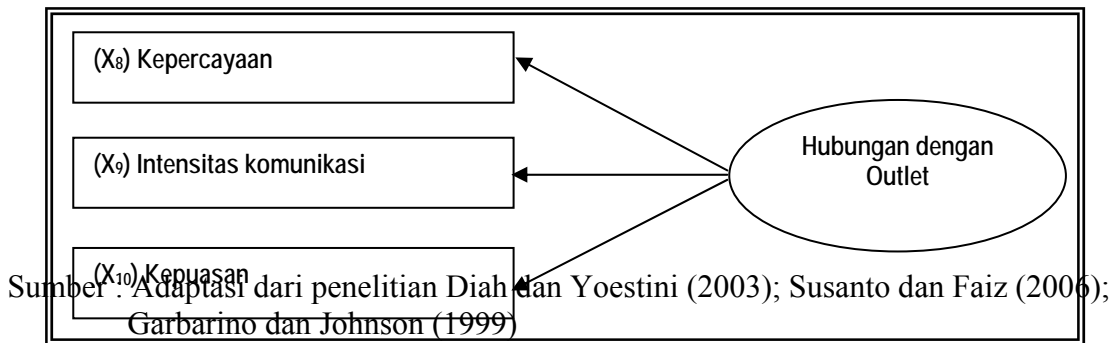 (X₈) Kepercayaan
(X₉) Intensitas komunikasi
Hubungan dengan
Outlet
(X₁₀) Kepuasan
Sumber : Adaptasi dari penelitian Diah dan Yoestini (2003); Susanto dan Faiz (2006);
Garbarino dan Johnson (1999)